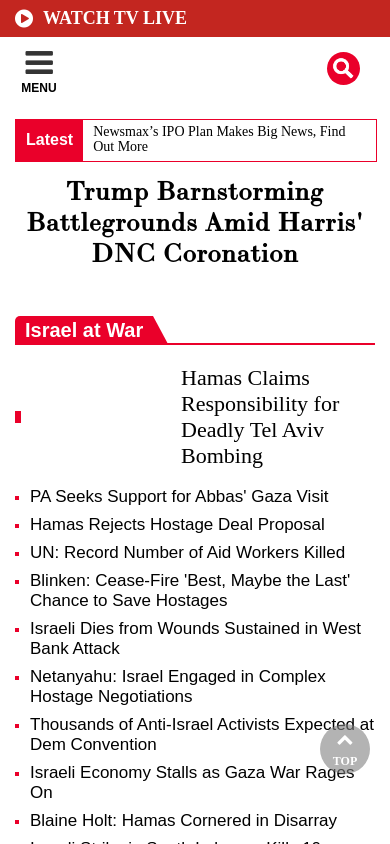 WATCH TV LIVE
MENU
Latest
Newsmax’s IPO Plan Makes Big News, Find
Out More
Trump Barnstorming
Battlegrounds Amid Harris'
DNC Coronation
Israel at War
Hamas Claims
Responsibility for
Deadly Tel Aviv
Bombing
PA Seeks Support for Abbas' Gaza Visit
Hamas Rejects Hostage Deal Proposal
UN: Record Number of Aid Workers Killed
Blinken: Cease-Fire 'Best, Maybe the Last'
Chance to Save Hostages
Israeli Dies from Wounds Sustained in West
Bank Attack
Netanyahu: Israel Engaged in Complex
Hostage Negotiations
Thousands of Anti-Israel Activists Expected at
Dem Convention
TOP
Israeli Economy Stalls as Gaza War Rages
On
Blaine Holt: Hamas Cornered in Disarray